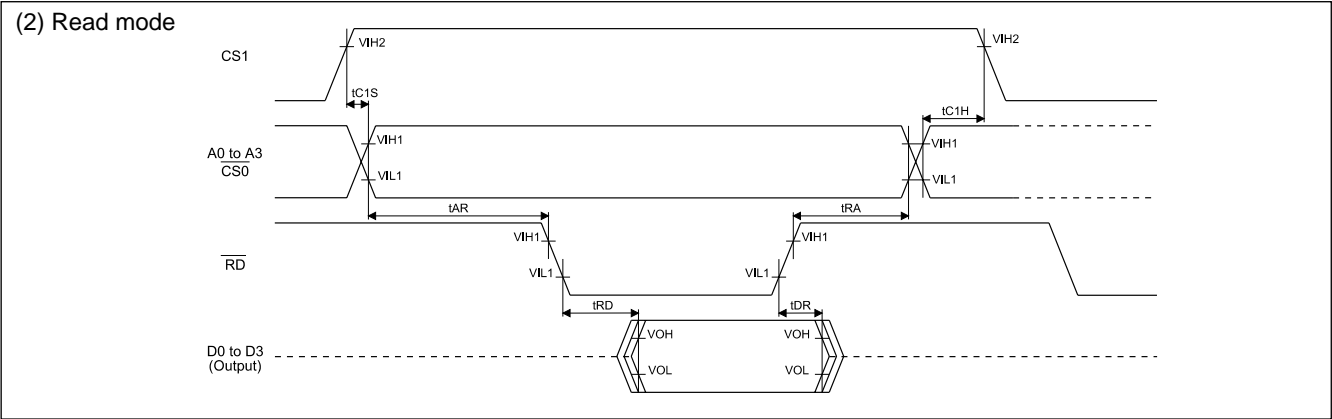 (2) Read mode
CS1
VIH2
VIH2
tC1S
tC1H
A0 to A3
CS0
VIH1
VIL1
VIH1
VIL1
tAR
tRA
RD
VIH1
VIL1
VIH1
VIL1
tRD
tDR
D0 to D3
(Output)
VOH
VOL
VOH
VOL